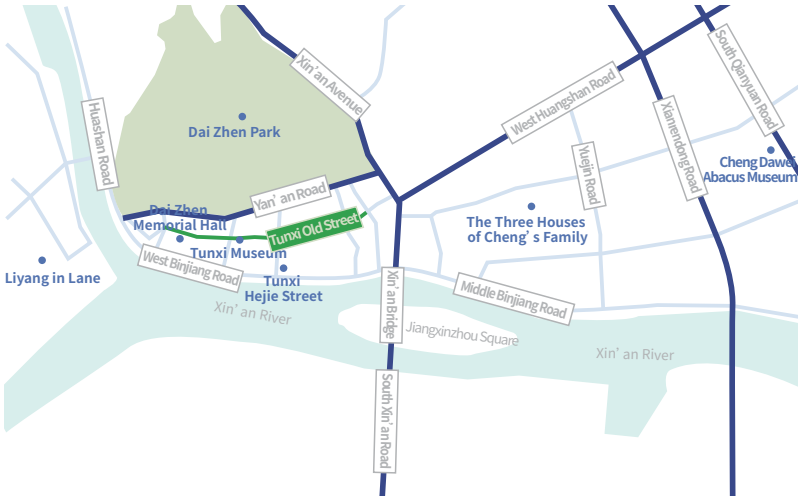 Xin’an Avenue
South Qianyuan Road
West Huangshan Road
Huashan Road
Xianrendong Road
Dai Zhen Park
Yuejin Road
Cheng Dawei
Abacus Museum
Yan’an Road
Dai Zhen
Memorial Hall
Tunxi Old Street
The Three Houses
of Cheng’s Family
Tunxi Museum
West Binjiang Road
Liyang in Lane
Tunxi
Hejie Street
Xin’an Bridge
Middle Binjiang Road
Xin’an River
Jiangxinzhou Square
Xin’an River
South Xin’an Road